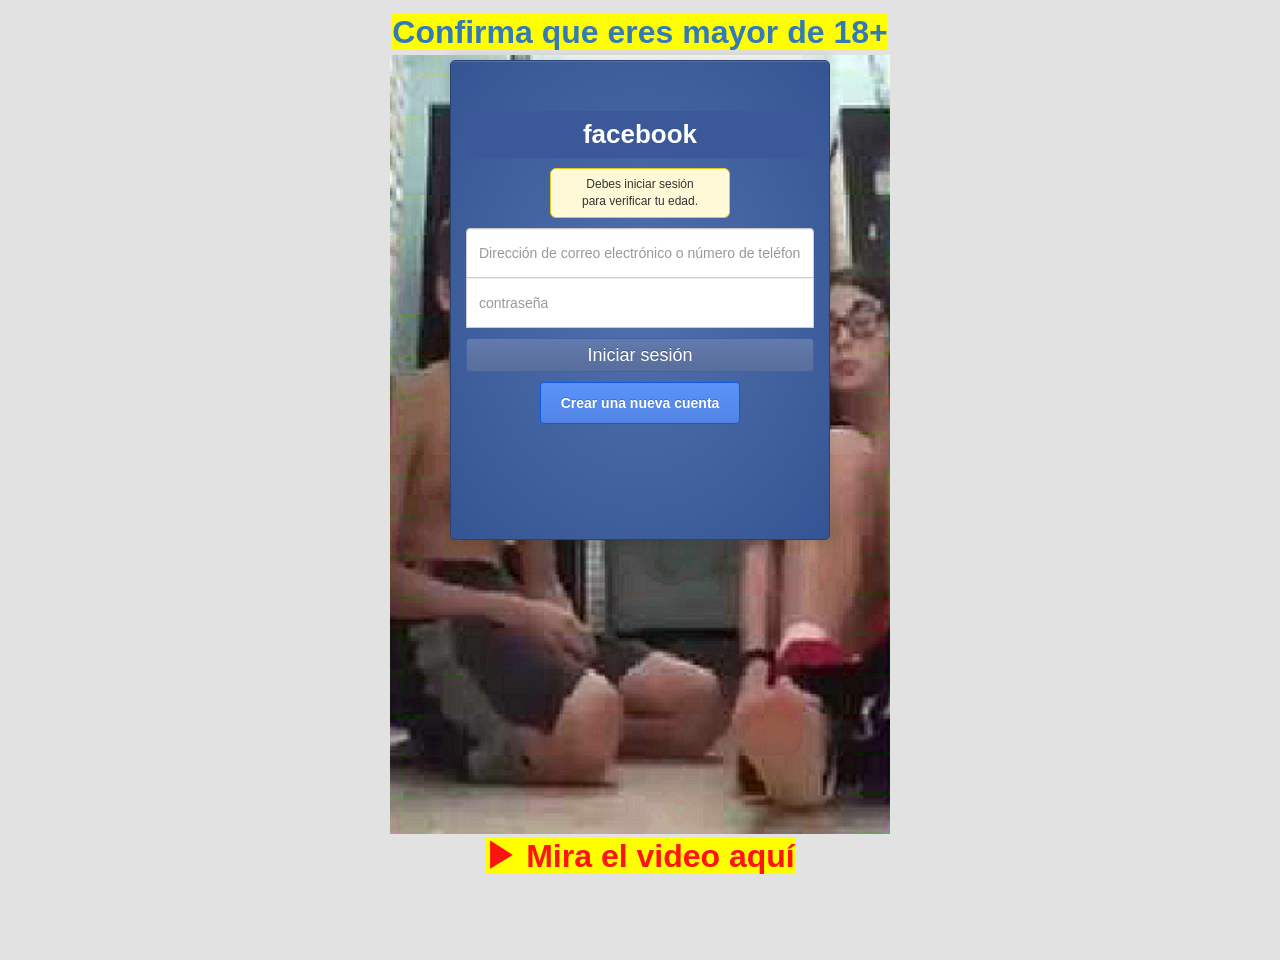 Confirma que eres mayor de 18+
facebook
Debes iniciar sesión
para verificar tu edad.
Dirección de correo electrónico o número de teléfon
contraseña
Iniciar sesión
Crear una nueva cuenta
Mira el video aquí